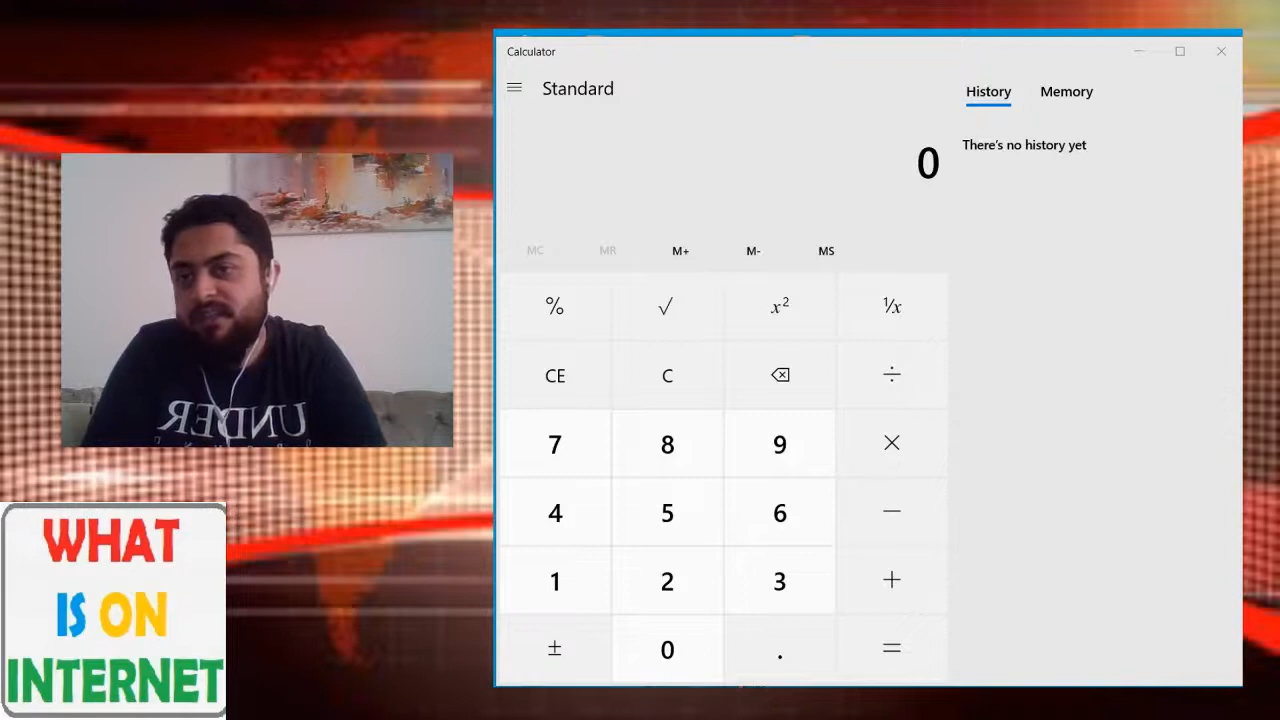 Calculator
Standard
History
Memory
0
There's no history yet
MC
MR
M+
M-
MS
%
√
x²
¹/x
CE
C
÷
7
8
9
×
4
5
6
−
1
2
3
+
±
0
.
=
UNDER
WHAT
IS ON
INTERNET